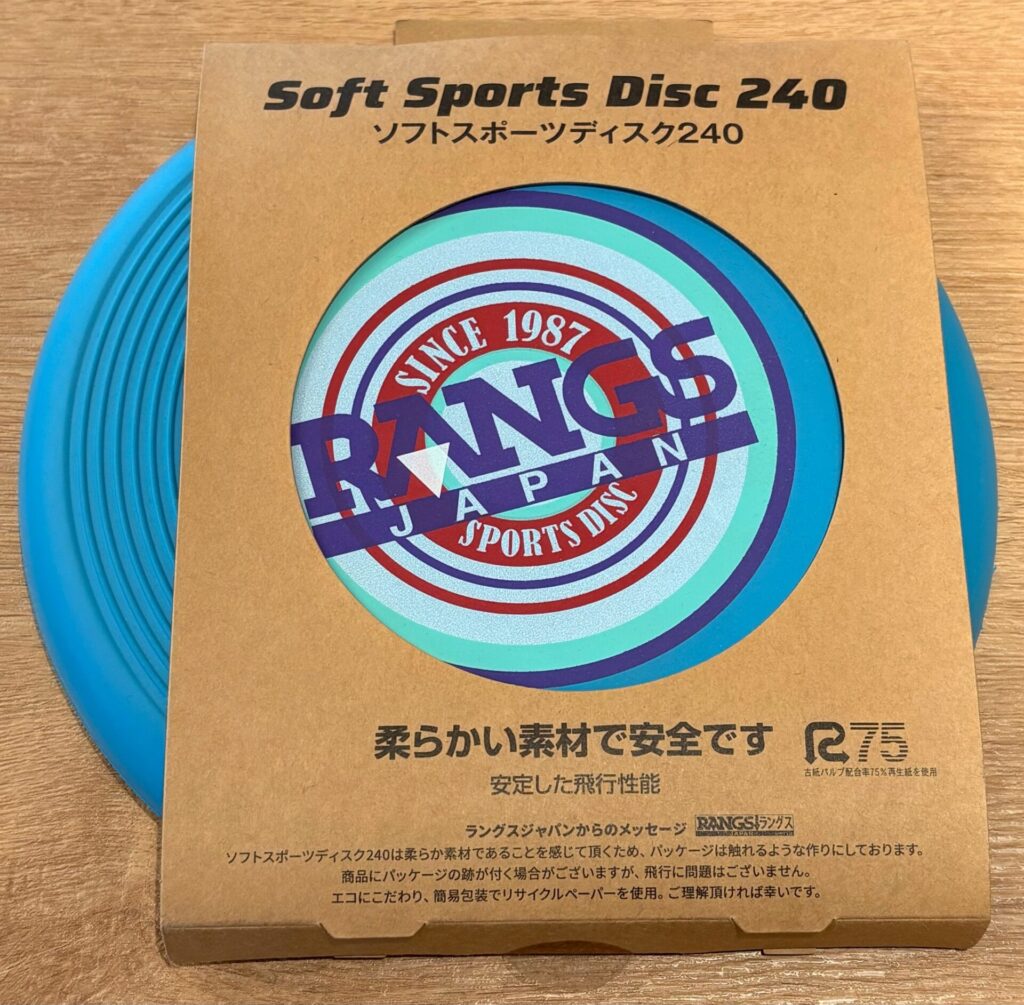 Soft Sports Disc 240
ソフトスポーツディスク240
SINCE 1987
RANGS
JAPAN
SPORTS DISC
柔らかい素材で安全です
R75
古紙パルプ配合率75%再生紙を使用
安定した飛行性能
ラングスジャパンからのメッセージ RANGS JAPAN ラングス
ソフトスポーツディスク240は柔らか素材であることを感じて頂くため、パッケージは触れるような作りにしております。
商品にパッケージの跡が付く場合がございますが、飛行に問題はございません。
エコにこだわり、簡易包装でリサイクルペーパーを使用。ご理解頂ければ幸いです。